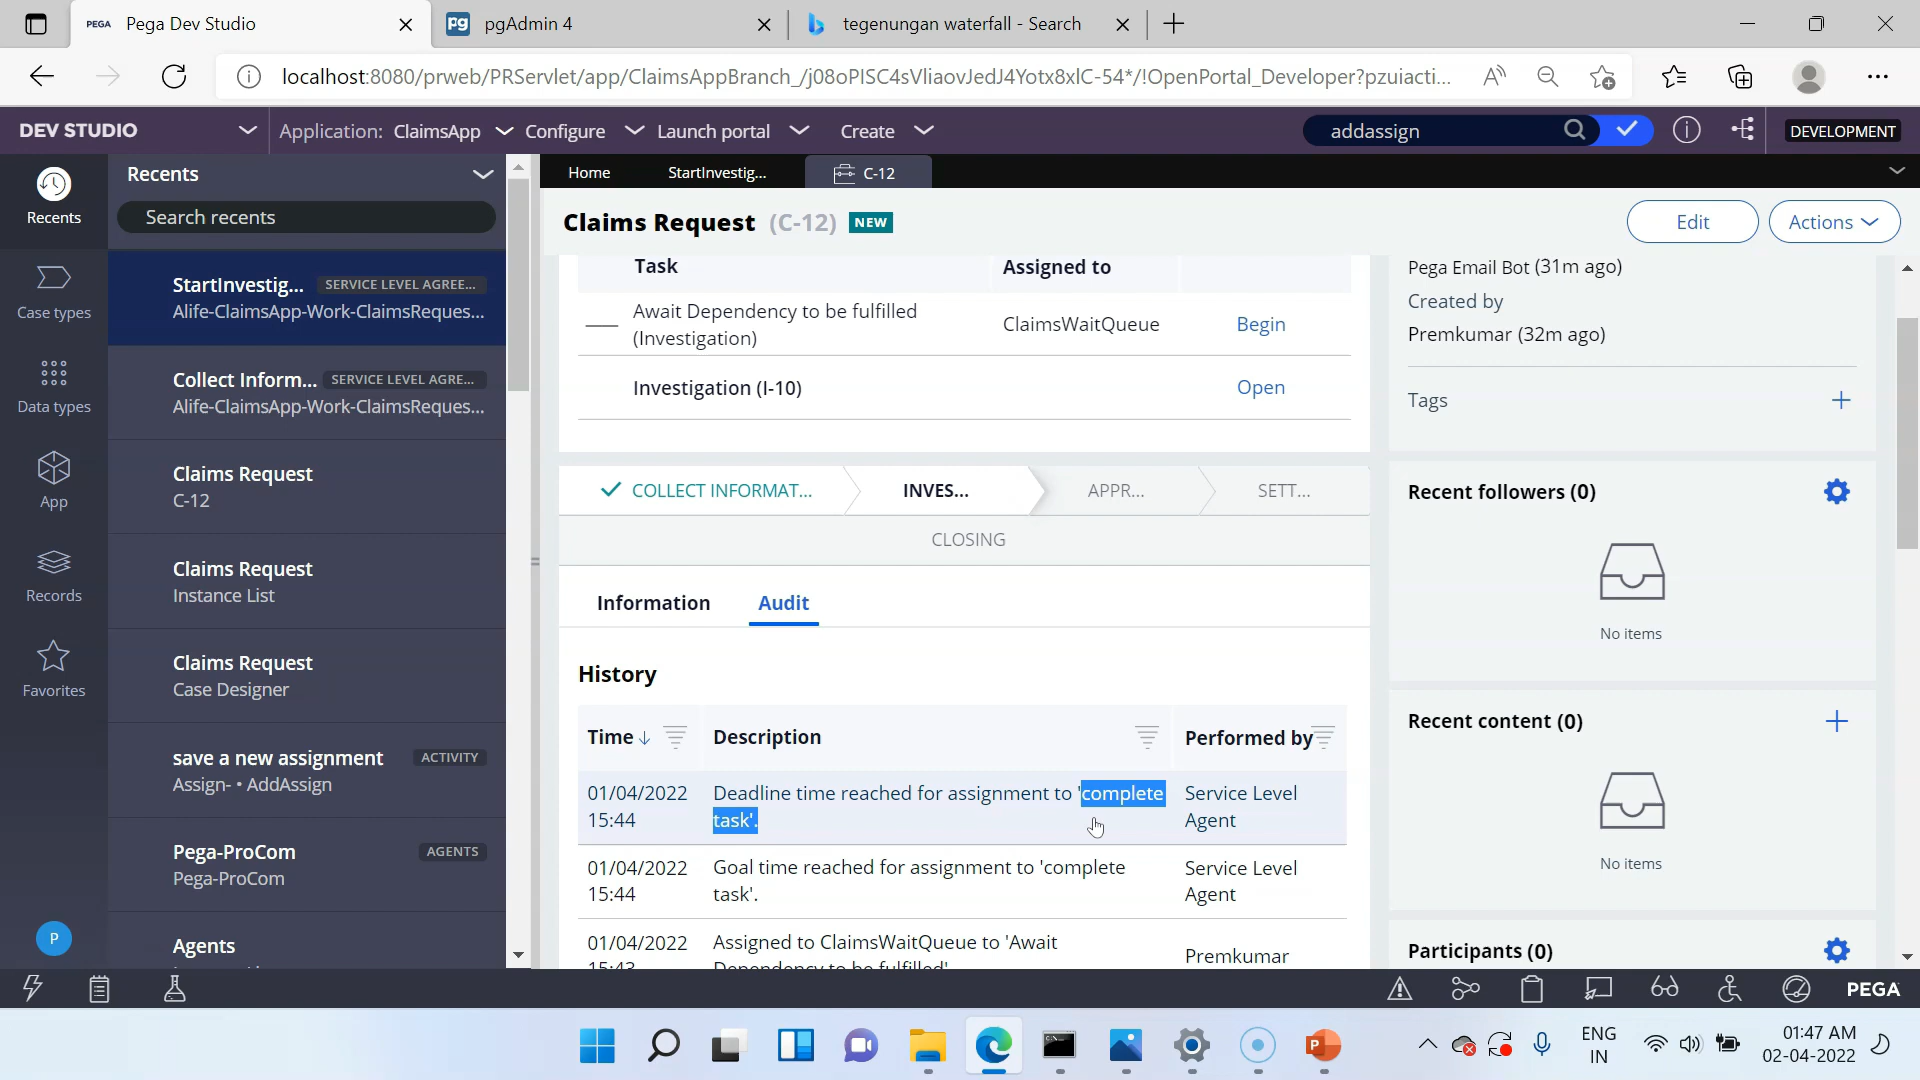 PEGA Pega Dev Studio
pgAdmin 4
tegenungan waterfall - Search
localhost:8080/prweb/PRServlet/app/ClaimsAppBranch_/j08oPISC4sVliaovJedJ4Yotx8xlC-54*/!OpenPortal_Developer?pzuiacti...
DEV STUDIO
Application: ClaimsApp
Configure
Launch portal
Create
addassign
DEVELOPMENT
Recents
Case types
Data types
App
Records
Favorites
P
Recents
Search recents
StartInvestig... SERVICE LEVEL AGREE...
Alife-ClaimsApp-Work-ClaimsReques...
Collect Inform... SERVICE LEVEL AGRE...
Alife-ClaimsApp-Work-ClaimsReques...
Claims Request
C-12
Claims Request
Instance List
Claims Request
Case Designer
save a new assignment ACTIVITY
Assign- • AddAssign
Pega-ProCom AGENTS
Pega-ProCom
Agents
Home
StartInvestig...
C-12
Claims Request (C-12) NEW
Edit
Actions
Task Assigned to
Await Dependency to be fulfilled
(Investigation)
ClaimsWaitQueue
Begin
Investigation (I-10)
Open
COLLECT INFORMAT...
INVES...
APPR...
SETT...
CLOSING
Information
Audit
History
Time Description Performed by
01/04/2022
15:44
Deadline time reached for assignment to 'complete
task'.
Service Level
Agent
01/04/2022
15:44
Goal time reached for assignment to 'complete
task'.
Service Level
Agent
01/04/2022
15:43
Assigned to ClaimsWaitQueue to 'Await
Dependency to be fulfilled'
Premkumar
Pega Email Bot (31m ago)
Created by
Premkumar (32m ago)
Tags
Recent followers (0)
No items
Recent content (0)
No items
Participants (0)
PEGA
ENG
IN
01:47 AM
02-04-2022